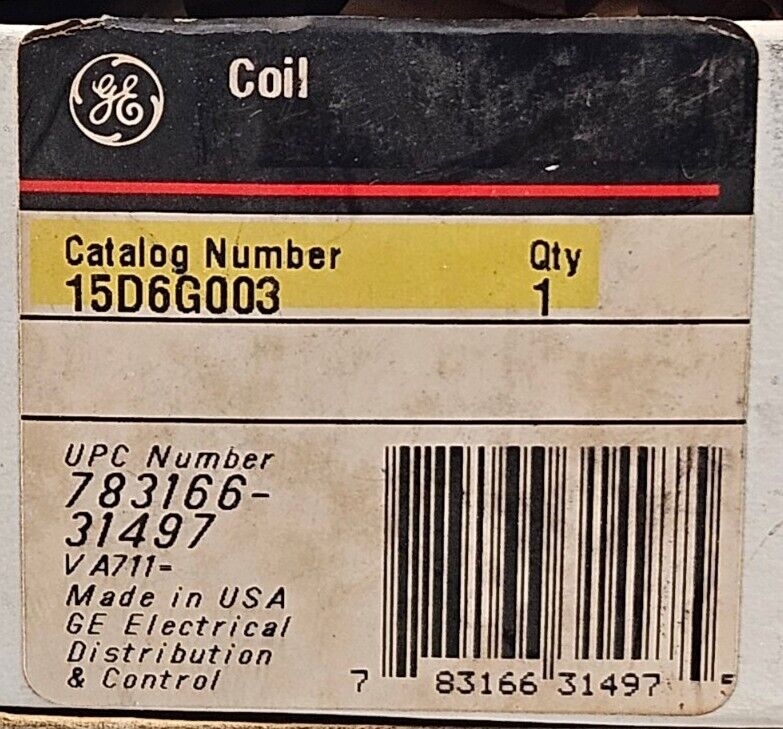 GE
Coil
Catalog Number Qty
15D6G003 1
UPC Number
783166-
31497
V A711=
Made in USA
GE Electrical
Distribution
& Control
7 83166 31497 5